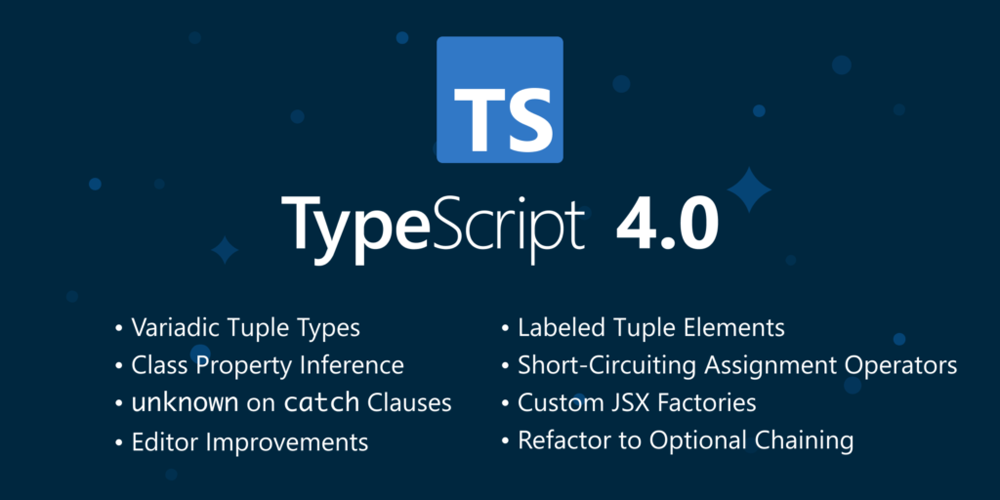 TS
TypeScript 4.0
• Variadic Tuple Types
• Class Property Inference
• unknown on catch Clauses
• Editor Improvements
• Labeled Tuple Elements
• Short-Circuiting Assignment Operators
• Custom JSX Factories
• Refactor to Optional Chaining